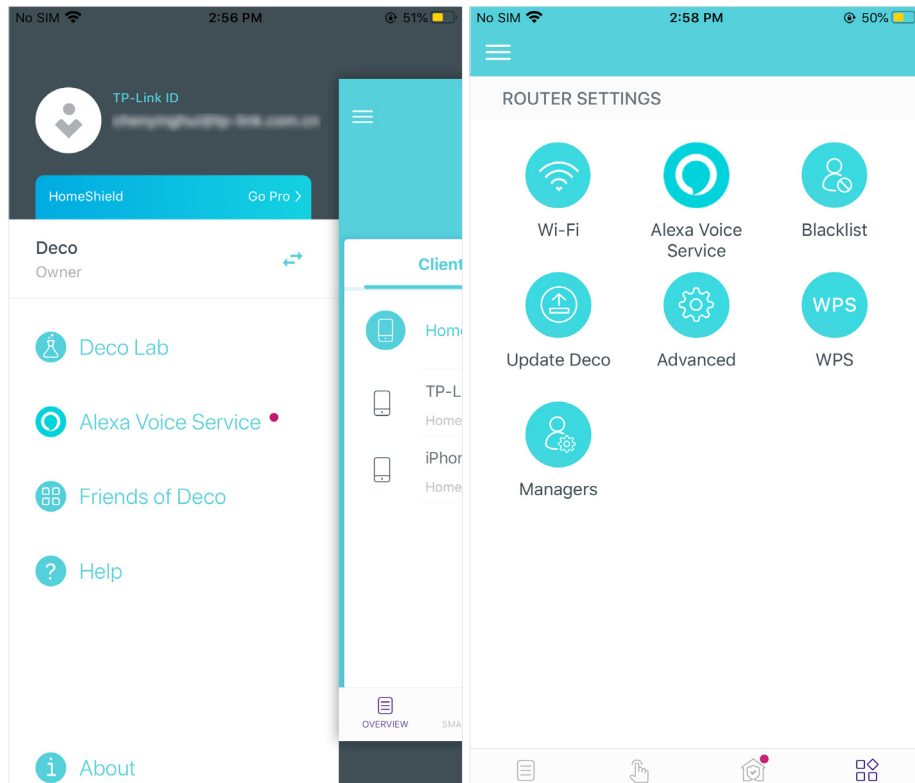 No SIM 2:56 PM 51%
TP-Link ID
HomeShield Go Pro >
Deco
Owner
Deco Lab
Alexa Voice Service
Friends of Deco
Help
About
Client
Home
TP-L
Home
iPhon
Home
OVERVIEW SMA
No SIM 2:58 PM 50%
ROUTER SETTINGS
Wi-Fi
Alexa Voice
Service
Blacklist
Update Deco
Advanced
WPS
WPS
Managers